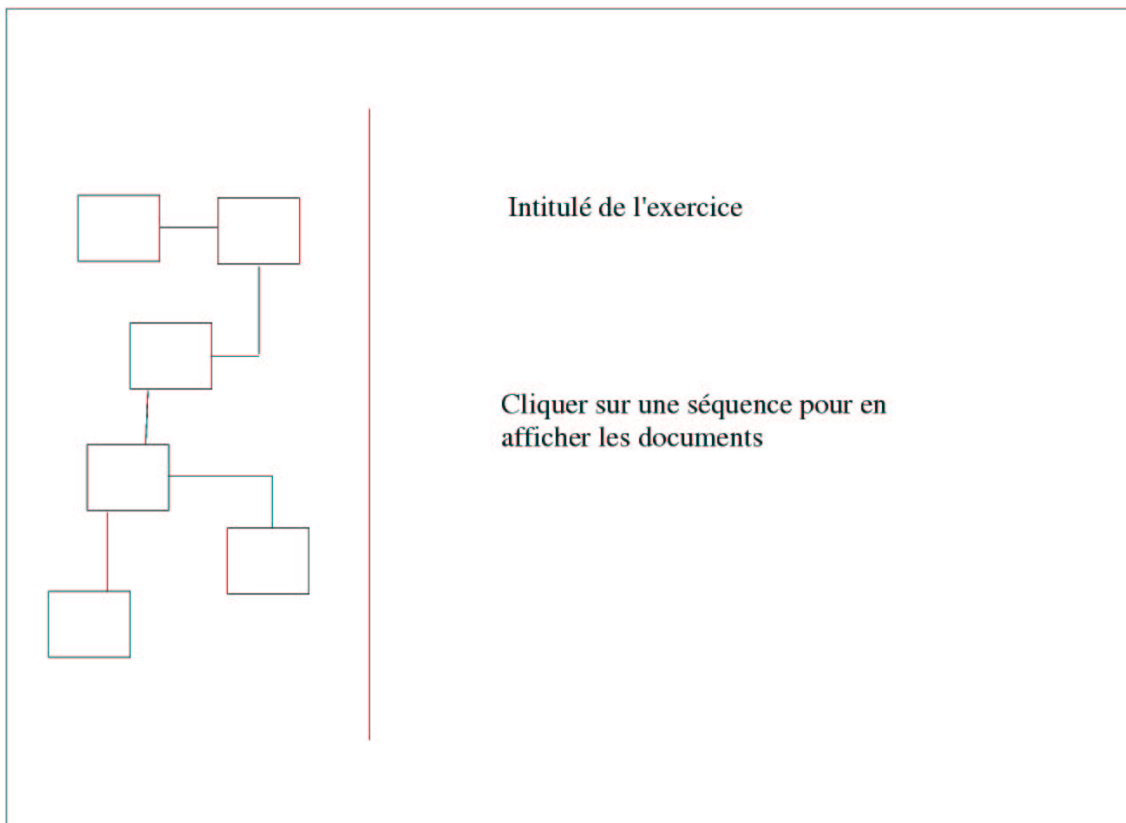 Intitulé de l'exercice
Cliquer sur une séquence pour en
afficher les documents